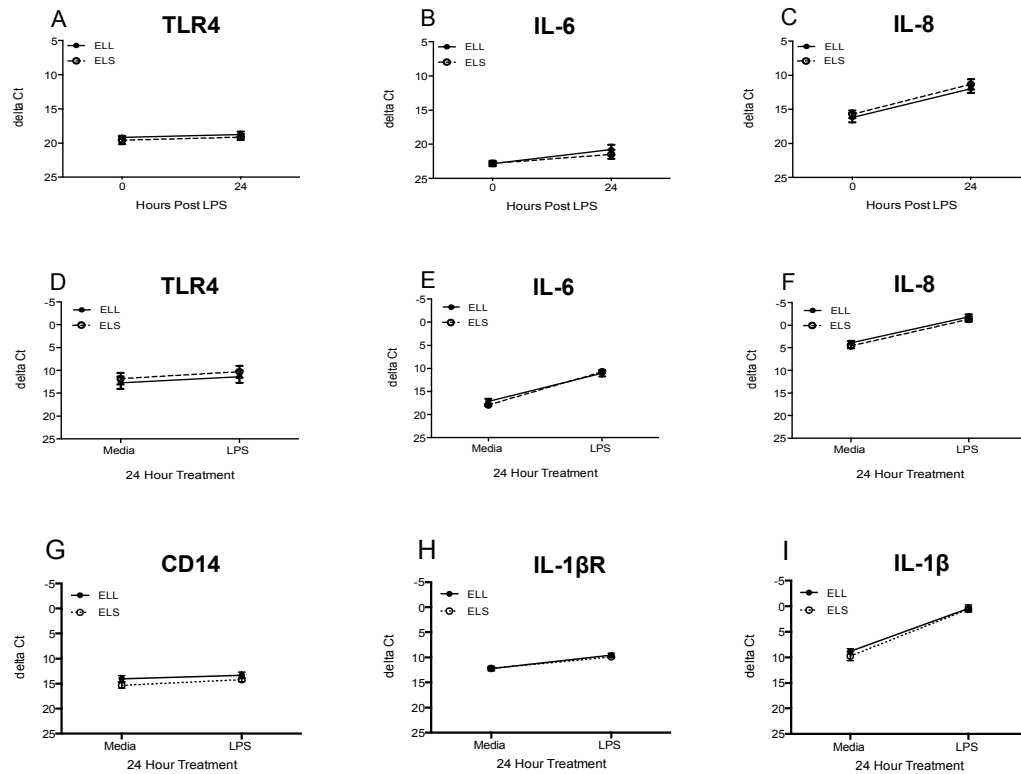 A
TLR4
ELL
ELS
delta Ct
5
10
15
20
25
0
24
Hours Post LPS
B
IL-6
ELL
ELS
delta Ct
5
10
15
20
25
0
24
Hours Post LPS
C
IL-8
ELL
ELS
delta Ct
5
10
15
20
25
0
24
Hours Post LPS
D
TLR4
ELL
ELS
delta Ct
-5
0
5
10
15
20
25
Media
LPS
24 Hour Treatment
E
IL-6
ELL
ELS
delta Ct
-5
0
5
10
15
20
25
Media
LPS
24 Hour Treatment
F
IL-8
ELL
ELS
delta Ct
-5
0
5
10
15
20
25
Media
LPS
24 Hour Treatment
G
CD14
ELL
ELS
delta Ct
-5
0
5
10
15
20
25
Media
LPS
24 Hour Treatment
H
IL-1βR
ELL
ELS
delta Ct
-5
0
5
10
15
20
25
Media
LPS
24 Hour Treatment
I
IL-1β
ELL
ELS
delta Ct
-5
0
5
10
15
20
25
Media
LPS
24 Hour Treatment